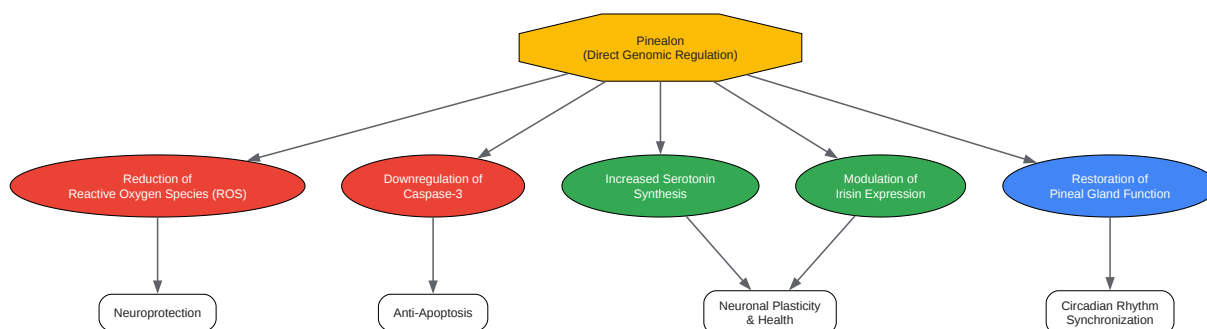 Pinealon
(Direct Genomic Regulation)
Reduction of
Reactive Oxygen Species (ROS)
Downregulation of
Caspase-3
Increased Serotonin
Synthesis
Modulation of
Irisin Expression
Restoration of
Pineal Gland Function
Neuroprotection
Anti-Apoptosis
Neuronal Plasticity
& Health
Circadian Rhythm
Synchronization